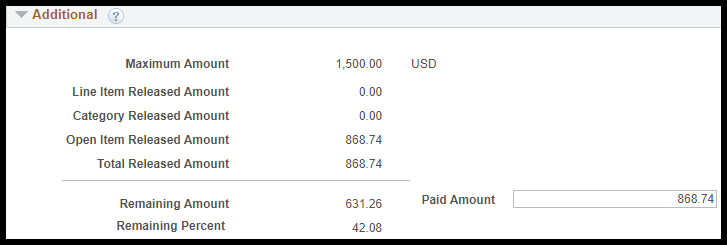 Additional ?
Maximum Amount 1,500.00 USD
Line Item Released Amount 0.00
Category Released Amount 0.00
Open Item Released Amount 868.74
Total Released Amount 868.74
Remaining Amount 631.26 Paid Amount 868.74
Remaining Percent 42.08